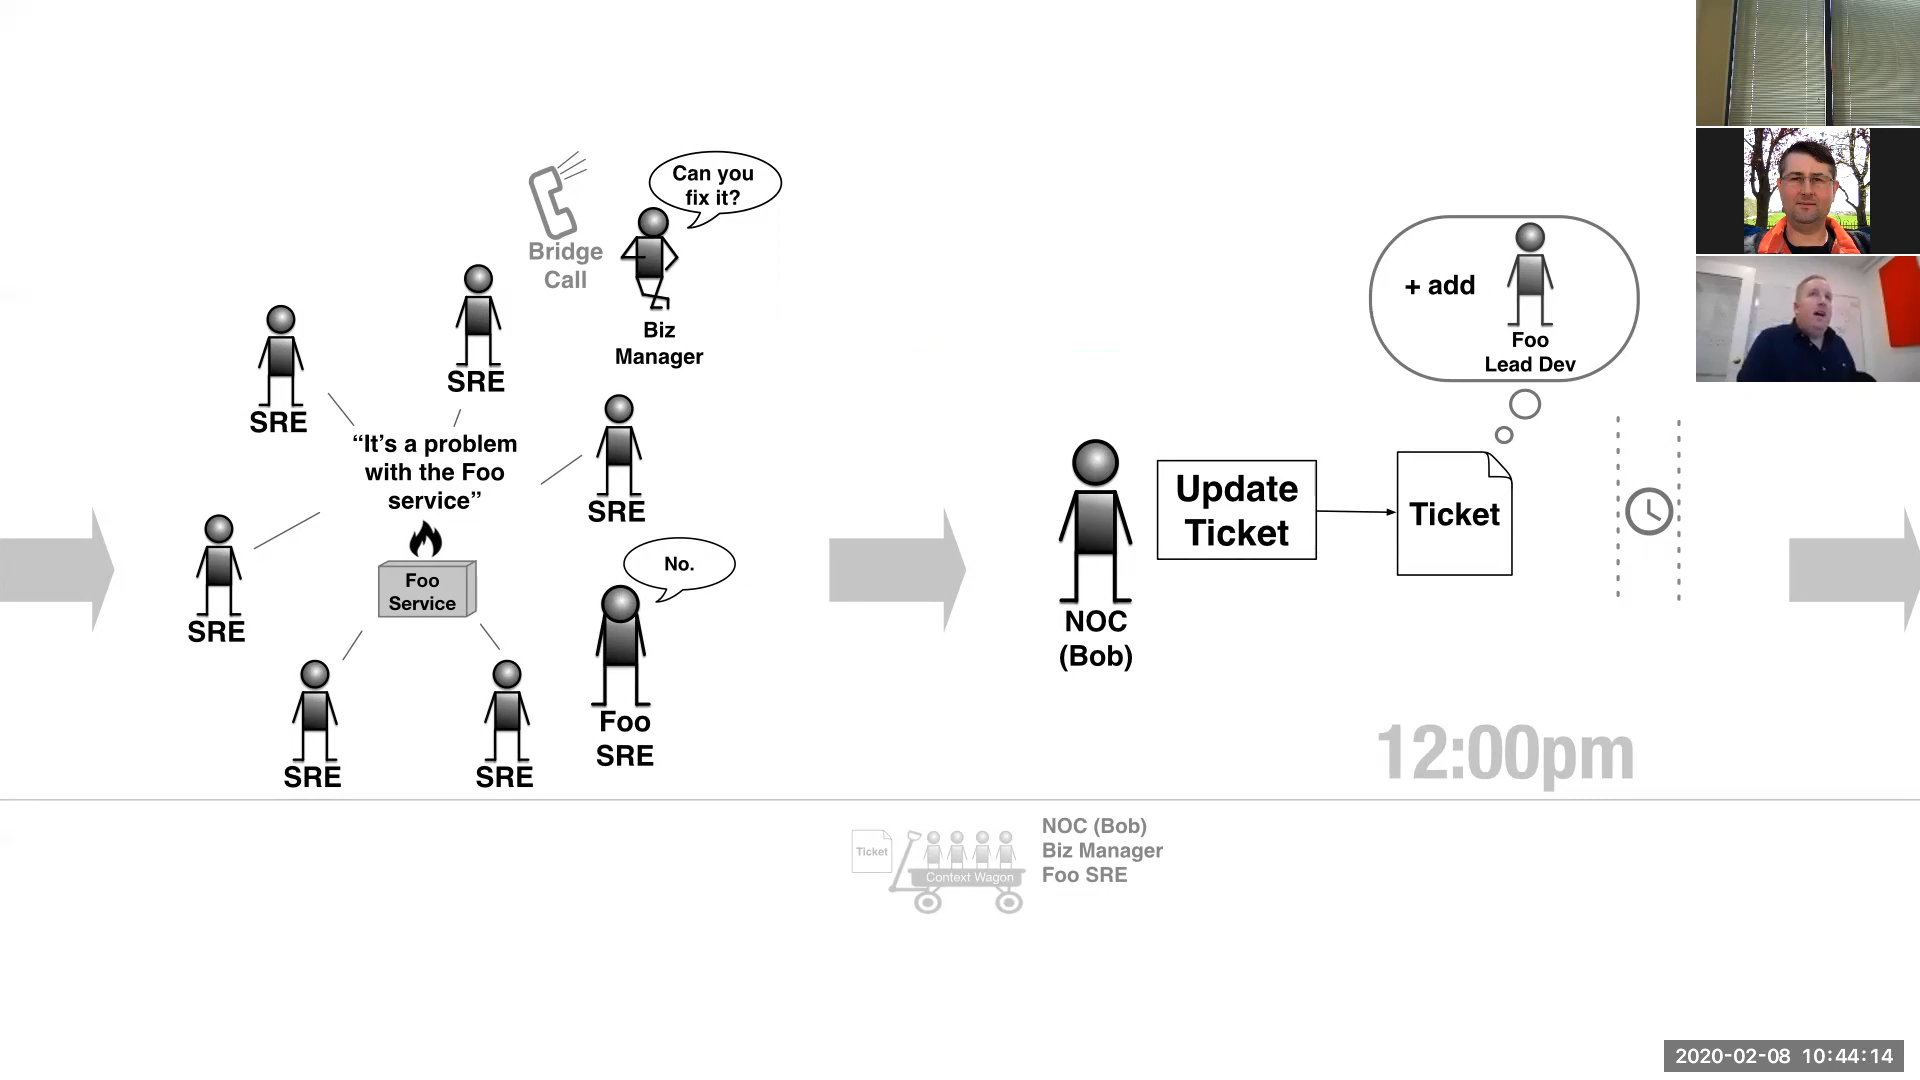 Can you
fix it?
Bridge
Call
Biz
Manager
SRE
SRE
SRE
SRE
SRE
SRE
“It’s a problem
with the Foo
service”
Foo
Service
No.
Foo
SRE
+ add
Foo
Lead Dev
Update
Ticket
Ticket
NOC
(Bob)
12:00pm
Ticket
Context Wagon
NOC (Bob)
Biz Manager
Foo SRE
2020-02-08 10:44:14